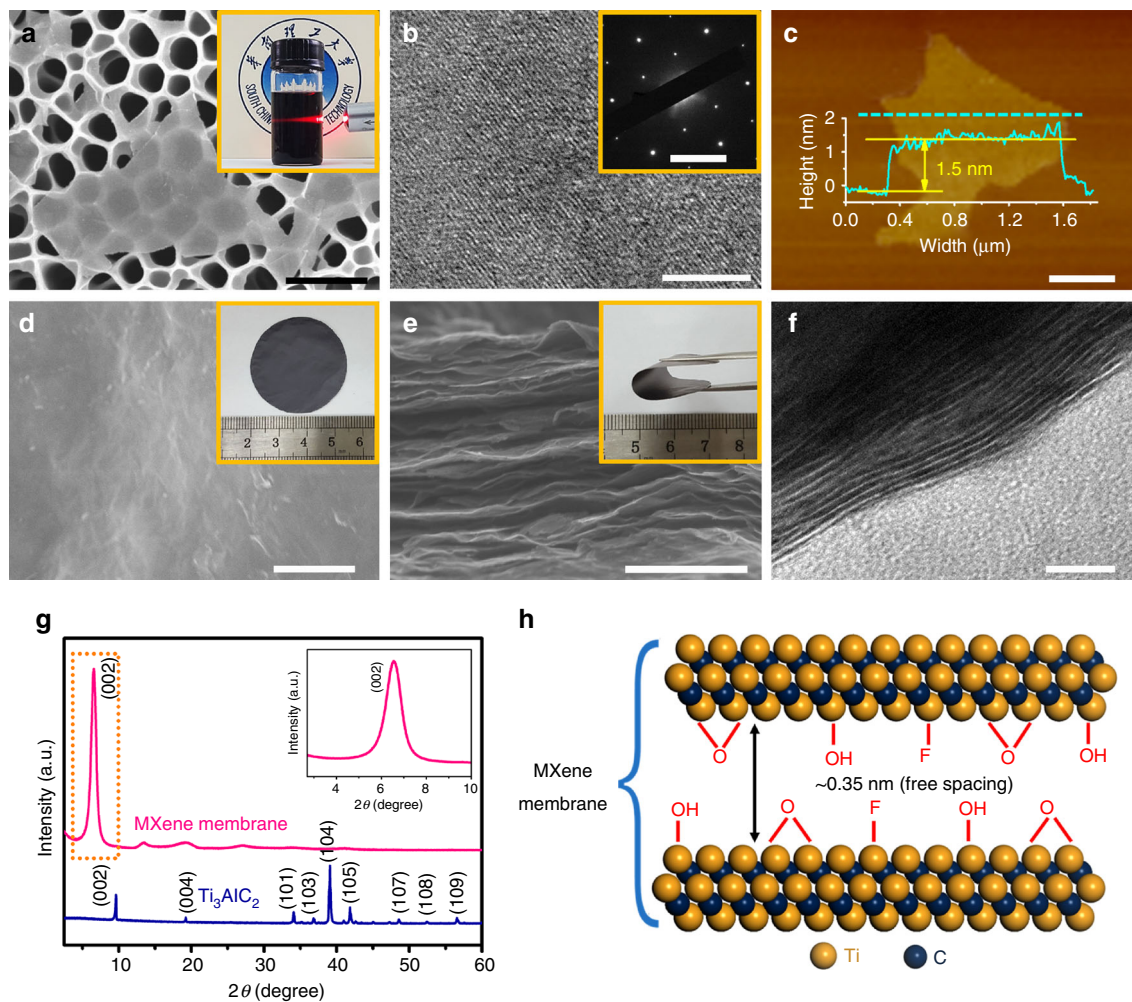 a
SOUTH CHINA
TECHNOLOGY
b
c
Height (nm)
2
1
0
1.5 nm
0.0 0.4 0.8 1.2 1.6
Width (μm)
d
2 3 4 5 6
e
5 6 7 8
f
g
Intensity (a.u.)
(002)
MXene membrane
(002)
(004)
(101)
(103)
(104)
(105)
(107)
(108)
(109)
Ti₃AlC₂
10 20 30 40 50 60
2θ (degree)
Intensity (a.u.)
(002)
4 6 8 10
2θ (degree)
h
MXene
membrane
O OH F O OH
~0.35 nm (free spacing)
OH O F OH O
Ti C